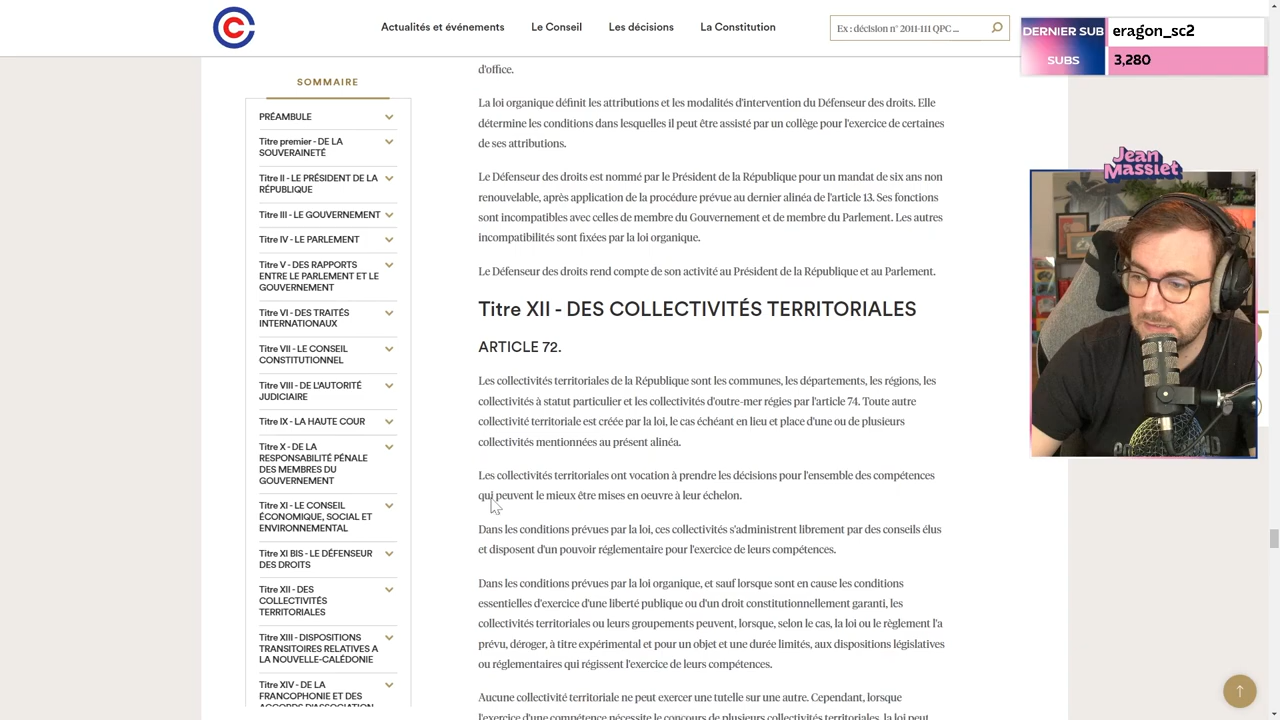 Actualités et événements
Le Conseil
Les décisions
La Constitution
Ex : décision n° 2011-111 QPC ...
DERNIER SUB
eragon_sc2
SUBS
3,280
Jean
Massiet
SOMMAIRE
PRÉAMBULE
Titre premier - DE LA
SOUVERAINETÉ
Titre II - LE PRÉSIDENT DE LA
RÉPUBLIQUE
Titre III - LE GOUVERNEMENT
Titre IV - LE PARLEMENT
Titre V - DES RAPPORTS
ENTRE LE PARLEMENT ET LE
GOUVERNEMENT
Titre VI - DES TRAITÉS
INTERNATIONAUX
Titre VII - LE CONSEIL
CONSTITUTIONNEL
Titre VIII - DE L'AUTORITÉ
JUDICIAIRE
Titre IX - LA HAUTE COUR
Titre X - DE LA
RESPONSABILITÉ PÉNALE
DES MEMBRES DU
GOUVERNEMENT
Titre XI - LE CONSEIL
ÉCONOMIQUE, SOCIAL ET
ENVIRONNEMENTAL
Titre XI BIS - LE DÉFENSEUR
DES DROITS
Titre XII - DES
COLLECTIVITÉS
TERRITORIALES
Titre XIII - DISPOSITIONS
TRANSITOIRES RELATIVES A
LA NOUVELLE-CALÉDONIE
Titre XIV - DE LA
FRANCOPHONIE ET DES
ACCORDS D'ASSOCIATION
d'office.
La loi organique définit les attributions et les modalités d'intervention du Défenseur des droits. Elle
détermine les conditions dans lesquelles il peut être assisté par un collège pour l'exercice de certaines
de ses attributions.
Le Défenseur des droits est nommé par le Président de la République pour un mandat de six ans non
renouvelable, après application de la procédure prévue au dernier alinéa de l'article 13. Ses fonctions
sont incompatibles avec celles de membre du Gouvernement et de membre du Parlement. Les autres
incompatibilités sont fixées par la loi organique.
Le Défenseur des droits rend compte de son activité au Président de la République et au Parlement.
Titre XII - DES COLLECTIVITÉS TERRITORIALES
ARTICLE 72.
Les collectivités territoriales de la République sont les communes, les départements, les régions, les
collectivités à statut particulier et les collectivités d'outre-mer régies par l'article 74. Toute autre
collectivité territoriale est créée par la loi, le cas échéant en lieu et place d'une ou de plusieurs
collectivités mentionnées au présent alinéa.
Les collectivités territoriales ont vocation à prendre les décisions pour l'ensemble des compétences
qui peuvent le mieux être mises en oeuvre à leur échelon.
Dans les conditions prévues par la loi, ces collectivités s'administrent librement par des conseils élus
et disposent d'un pouvoir réglementaire pour l'exercice de leurs compétences.
Dans les conditions prévues par la loi organique, et sauf lorsque sont en cause les conditions
essentielles d'exercice d'une liberté publique ou d'un droit constitutionnellement garanti, les
collectivités territoriales ou leurs groupements peuvent, lorsque, selon le cas, la loi ou le règlement l'a
prévu, déroger, à titre expérimental et pour un objet et une durée limités, aux dispositions législatives
ou réglementaires qui régissent l'exercice de leurs compétences.
Aucune collectivité territoriale ne peut exercer une tutelle sur une autre. Cependant, lorsque
l'exercice d'une compétence nécessite le concours de plusieurs collectivités territoriales, la loi peut